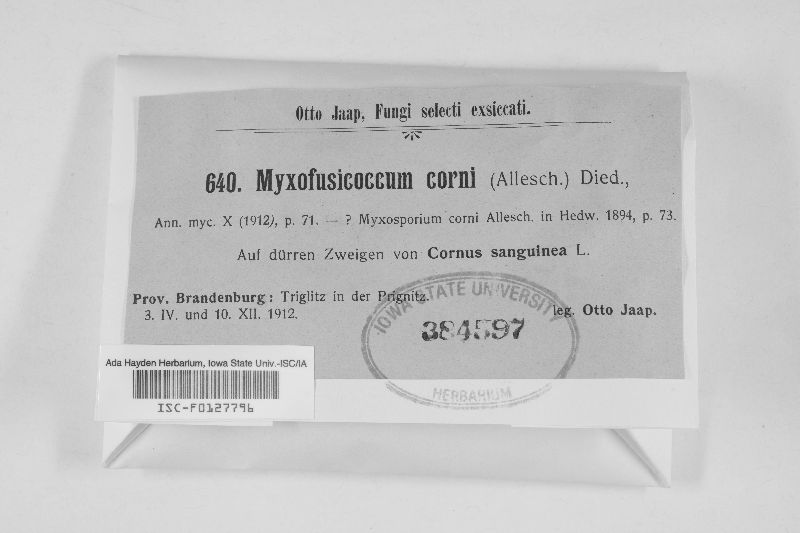 Otto Jaap, Fungi selecti exsiccati.
640. Myxofusicoccum corni (Allesch.) Died.,
Ann. myc. X (1912), p. 71. — ? Myxosporium corni Allesch. in Hedw. 1894, p. 73.
Auf dürren Zweigen von Cornus sanguinea L.
Prov. Brandenburg: Triglitz in der Prignitz.
3. IV. und 10. XII. 1912.
leg. Otto Jaap.
IOWA STATE UNIVERSITY
384597
HERBARIUM
Ada Hayden Herbarium, Iowa State Univ.-ISC/IA
ISC-F0127796